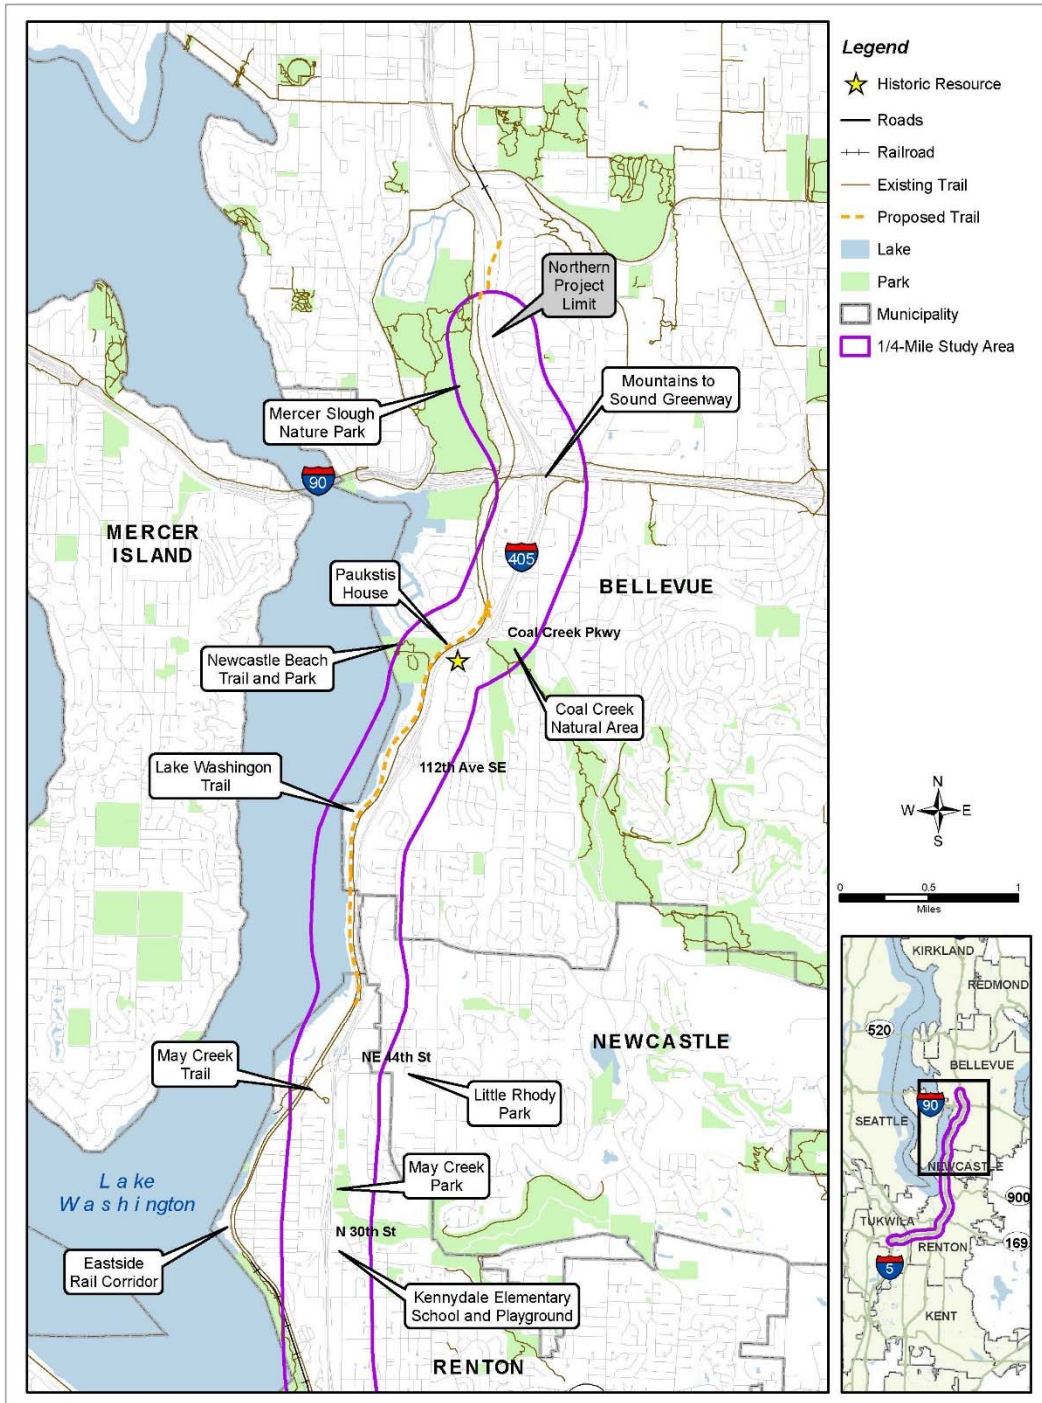 Legend
Historic Resource
Roads
Railroad
Existing Trail
Proposed Trail
Lake
Park
Municipality
1/4-Mile Study Area
Northern
Project
Limit
Mountains to
Sound Greenway
Mercer Slough
Nature Park
90
MERCER
ISLAND
405
Paukstis
House
BELLEVUE
Coal Creek Pkwy
Newcastle Beach
Trail and Park
Coal Creek
Natural Area
Lake Washingon
Trail
112th Ave SE
N
W
E
S
0
0.5
1
Miles
NEWCASTLE
May Creek
Trail
NE 44th St
Little Rhody
Park
May Creek
Park
Lake
Washington
N 30th St
Eastside
Rail Corridor
Kennydale Elementary
School and Playground
RENTON
KIRKLAND
REDMOND
520
BELLEVUE
90
SEATTLE
NEWCASTLE
900
TUKWILA
RENTON
169
5
KENT